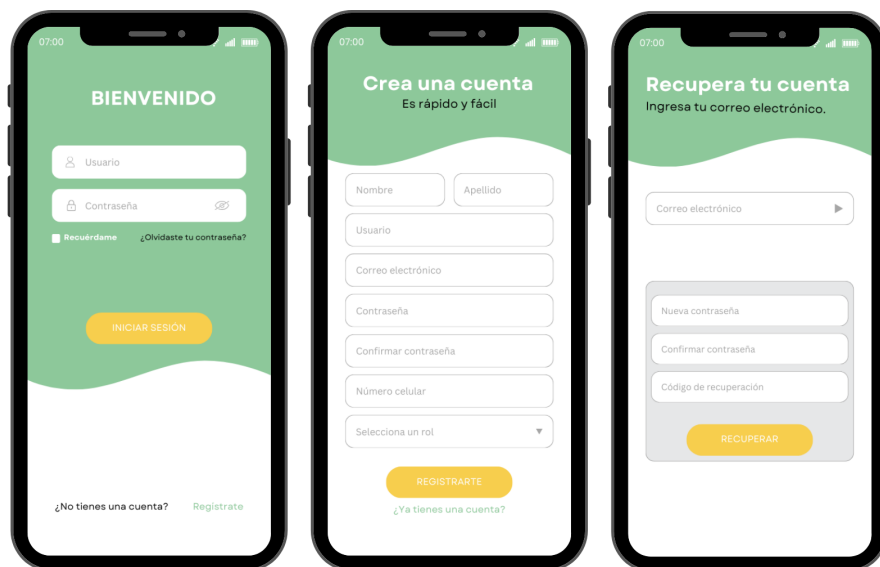 07:00
BIENVENIDO
Usuario
Contraseña
Recuérdame ¿Olvidaste tu contraseña?
INICIAR SESIÓN
¿No tienes una cuenta? Regístrate
07:00
Crea una cuenta
Es rápido y fácil
Nombre Apellido
Usuario
Correo electrónico
Contraseña
Confirmar contraseña
Número celular
Selecciona un rol
REGISTRARTE
¿Ya tienes una cuenta?
07:00
Recupera tu cuenta
Ingresa tu correo electrónico.
Correo electrónico
Nueva contraseña
Confirmar contraseña
Código de recuperación
RECUPERAR